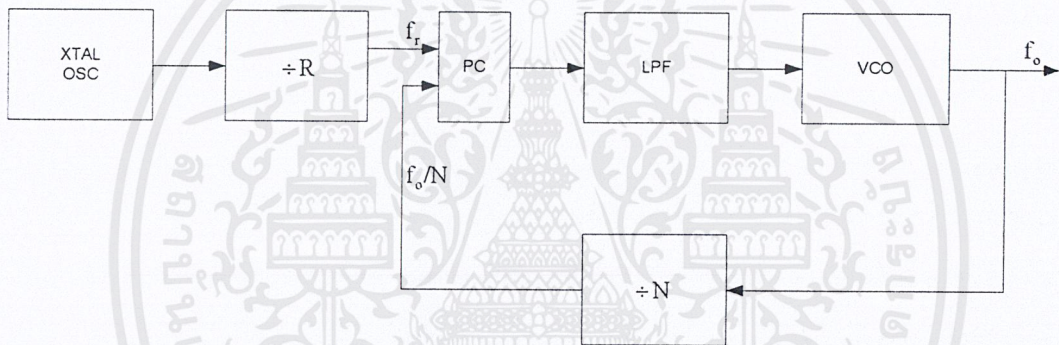 XTAL
OSC
÷R
f_r
PC
LPF
VCO
f_o
f_o/N
÷N